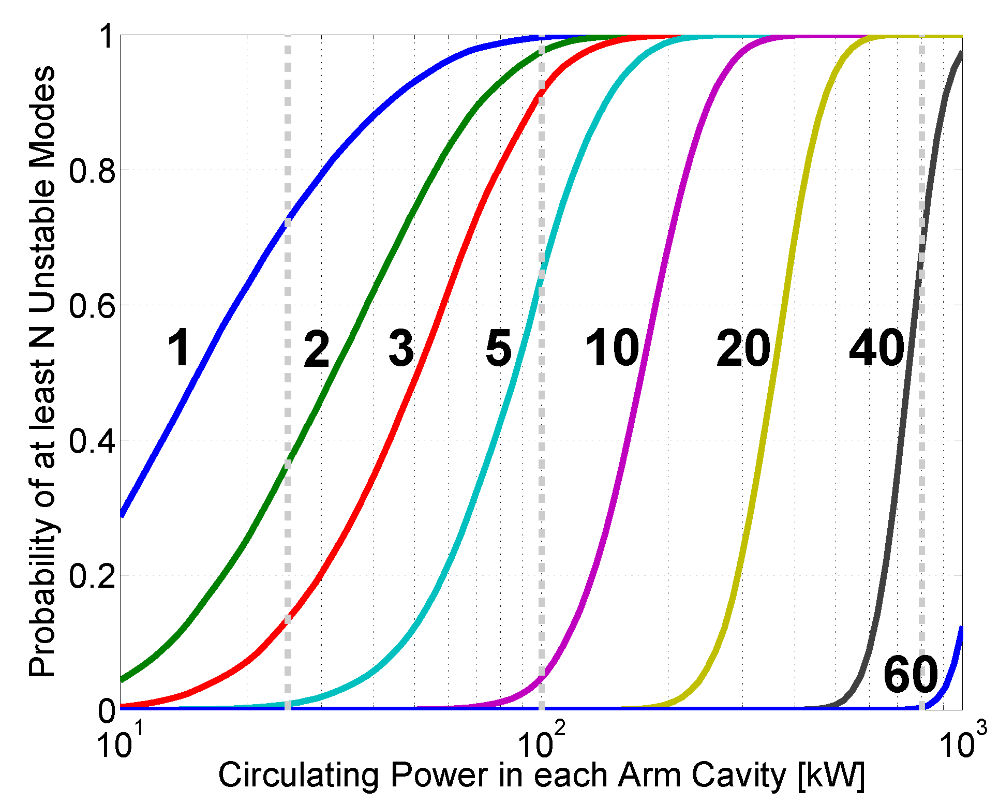 Probability of at least N Unstable Modes
1
0.8
0.6
0.4
0.2
0
1 2 3 5 10 20 40
60
10^1 10^2 10^3
Circulating Power in each Arm Cavity [kW]